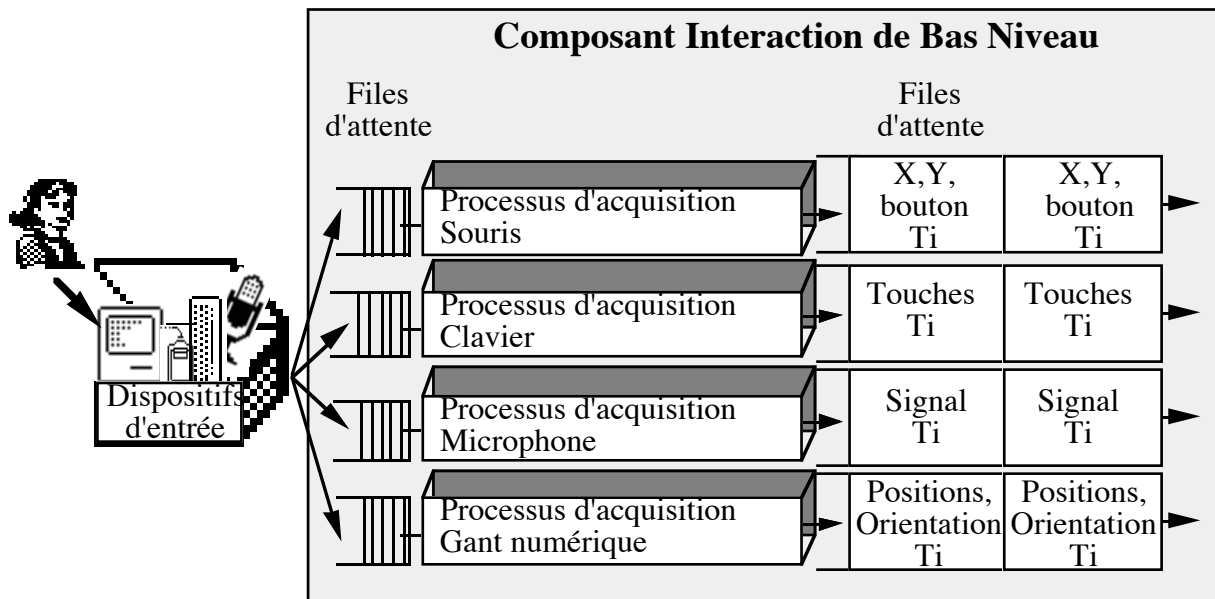 Composant Interaction de Bas Niveau
Files
d'attente
Files
d'attente
Dispositifs
d'entrée
Processus d'acquisition
Souris
X,Y,
bouton
Ti
X,Y,
bouton
Ti
Processus d'acquisition
Clavier
Touches
Ti
Touches
Ti
Processus d'acquisition
Microphone
Signal
Ti
Signal
Ti
Processus d'acquisition
Gant numérique
Positions,
Orientation
Ti
Positions,
Orientation
Ti